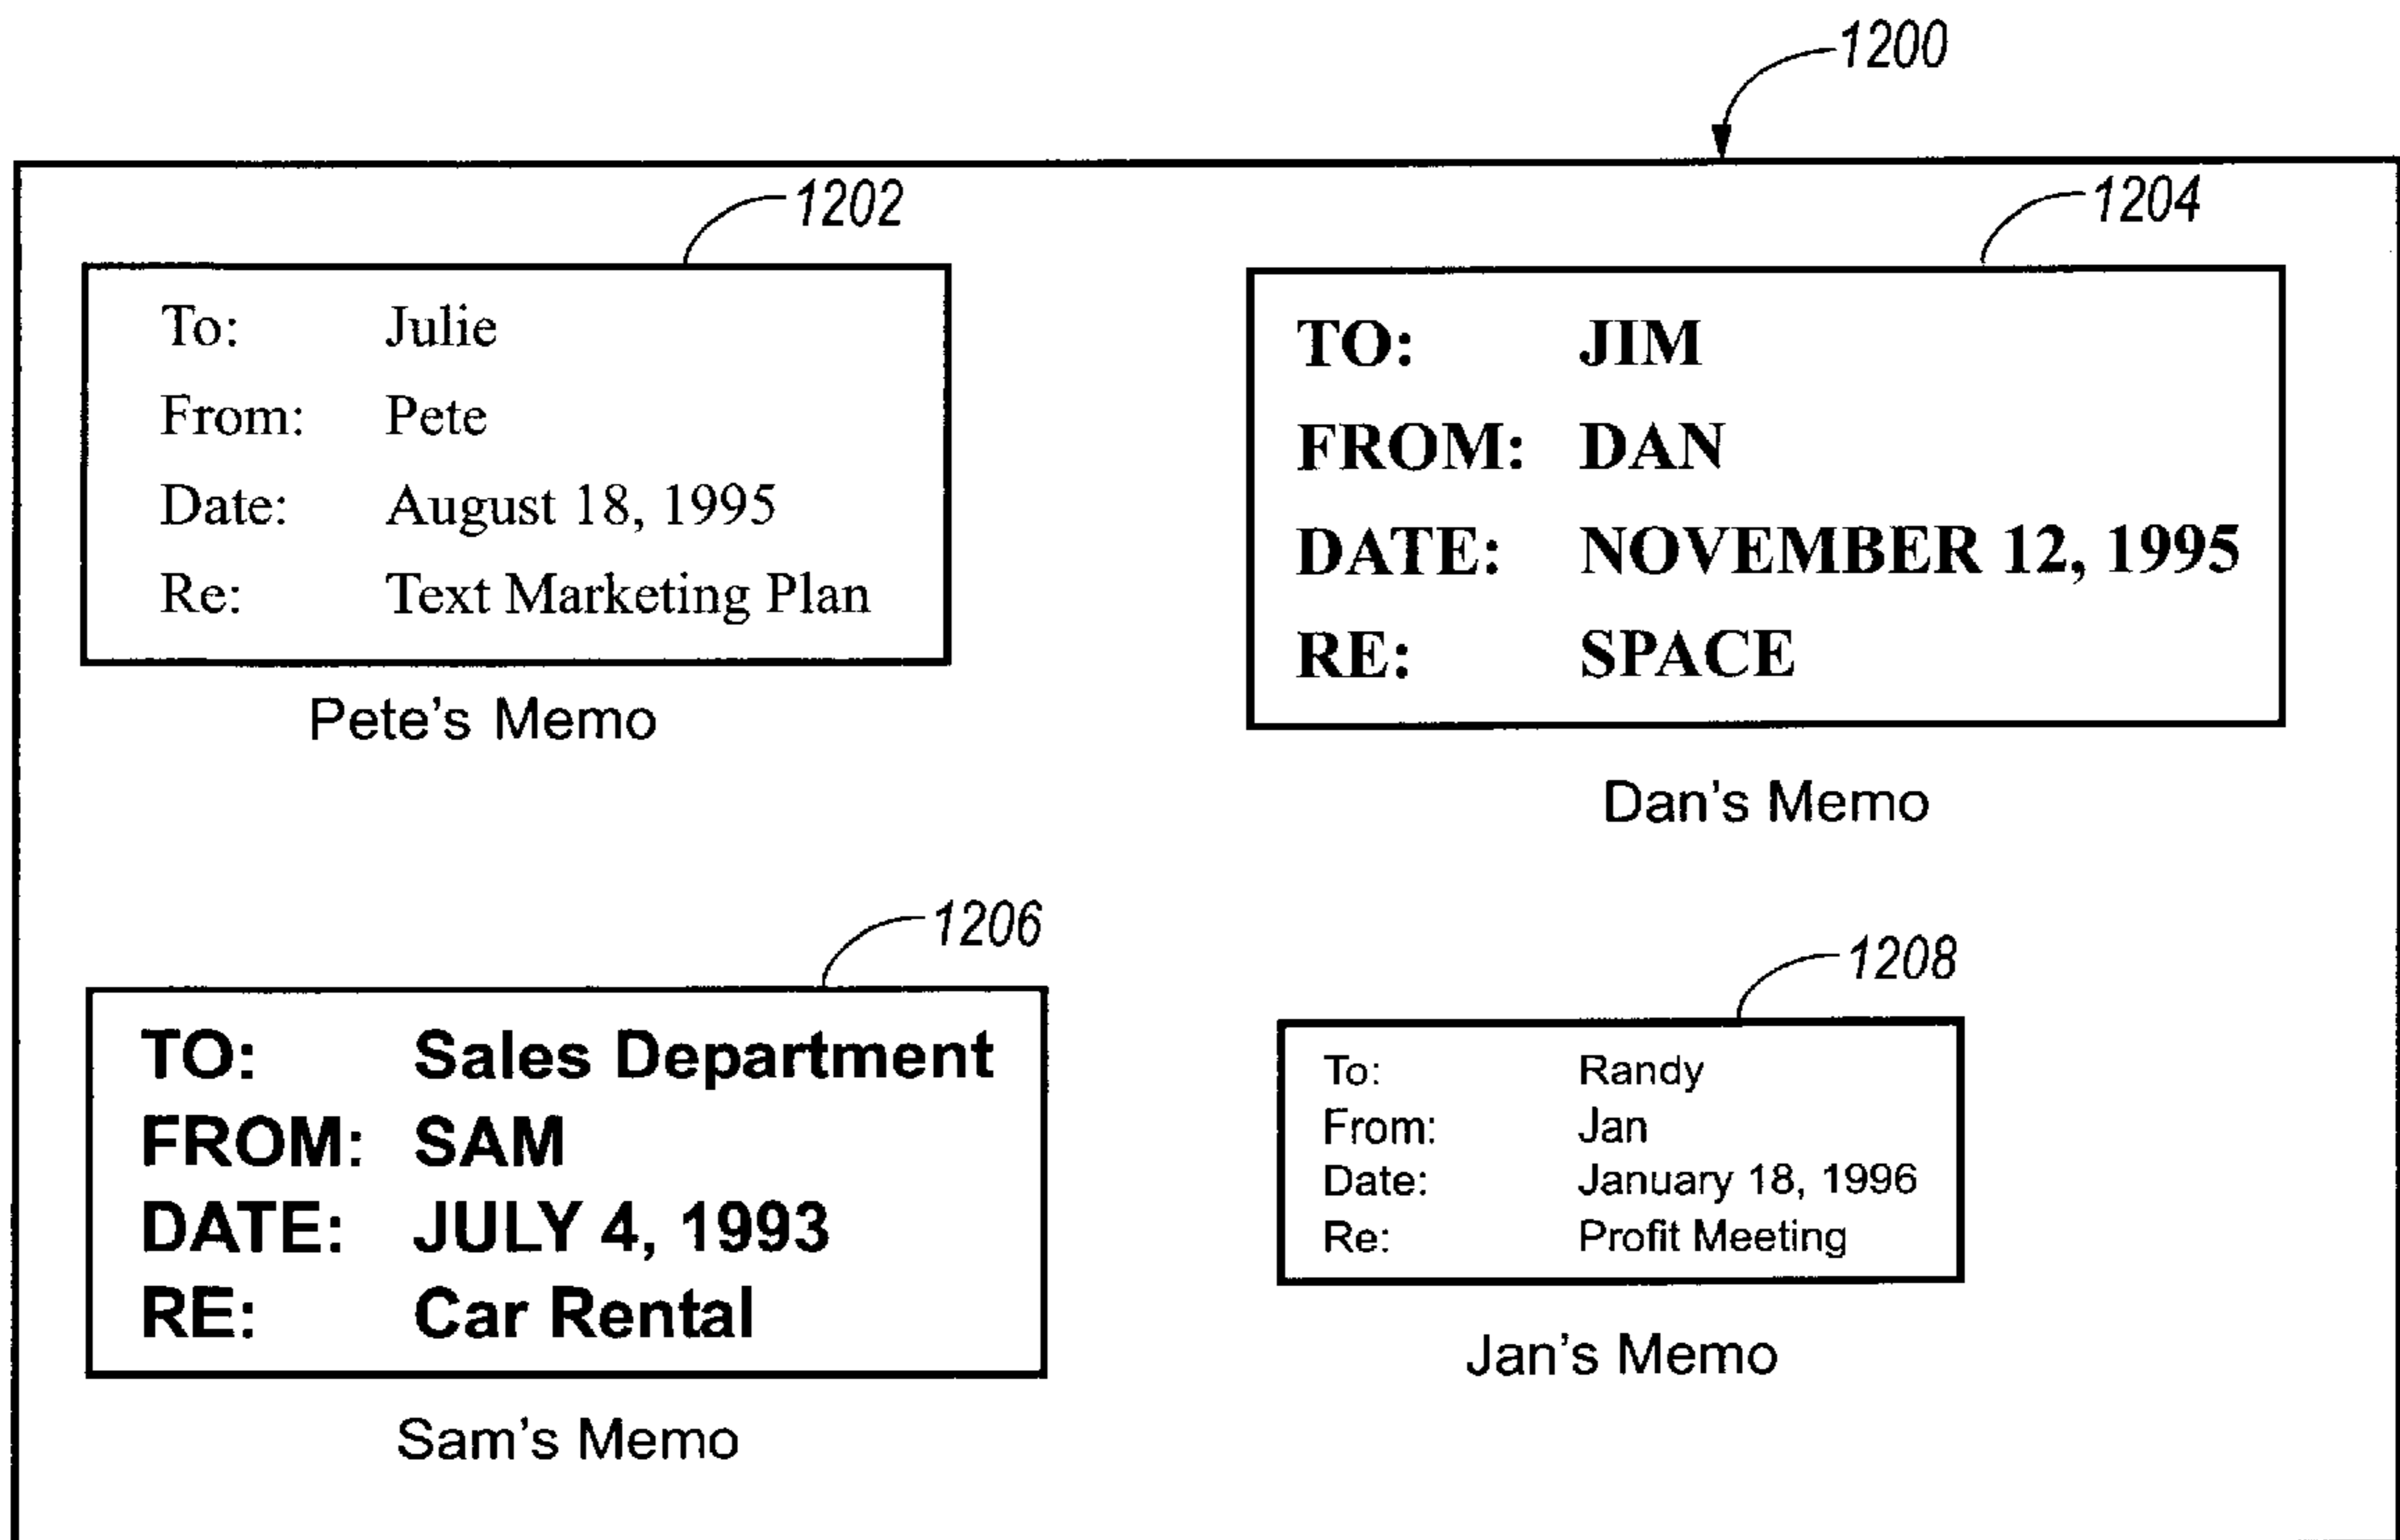 1200
1202
To: Julie
From: Pete
Date: August 18, 1995
Re: Text Marketing Plan
Pete's Memo
1204
TO: JIM
FROM: DAN
DATE: NOVEMBER 12, 1995
RE: SPACE
Dan's Memo
1206
TO: Sales Department
FROM: SAM
DATE: JULY 4, 1993
RE: Car Rental
Sam's Memo
1208
To: Randy
From: Jan
Date: January 18, 1996
Re: Profit Meeting
Jan's Memo